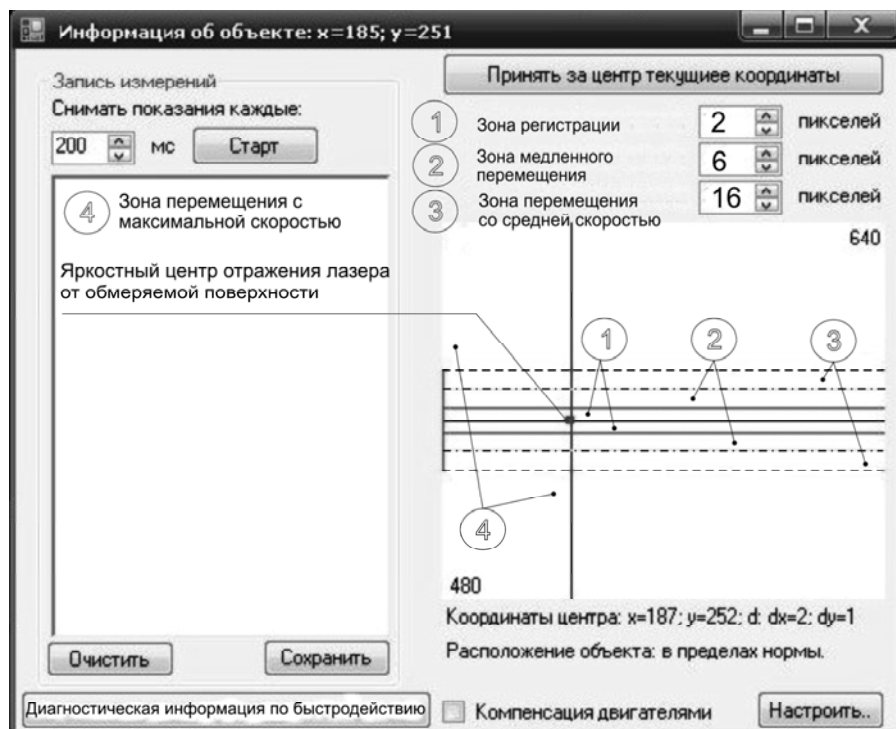 Информация об объекте: x=185; y=251
Запись измерений
Снимать показания каждые:
200 мс Старт
4 Зона перемещения с
максимальной скоростью
Яркостный центр отражения лазера
от обмеряемой поверхности
Очистить Сохранить
Диагностическая информация по быстродействию
Принять за центр текущиее координаты
1 Зона регистрации 2 пикселей
2 Зона медленного
перемещения 6 пикселей
3 Зона перемещения
со средней скоростью 16 пикселей
640
1 2 3
4
480
Координаты центра: x=187; y=252; d: dx=2; dy=1
Расположение объекта: в пределах нормы.
Компенсация двигателями Настроить..